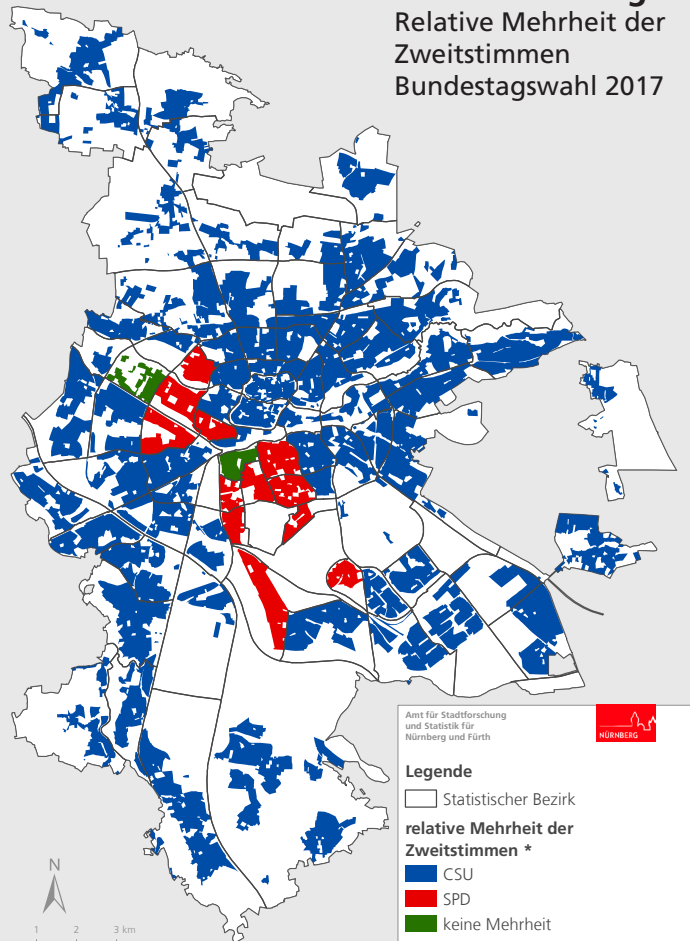 Relative Mehrheit der
Zweitstimmen
Bundestagswahl 2017
Amt für Stadtforschung
und Statistik für
Nürnberg und Fürth
NÜRNBERG
Legende
Statistischer Bezirk
relative Mehrheit der
Zweitstimmen *
CSU
SPD
keine Mehrheit
N
1 2 3 km